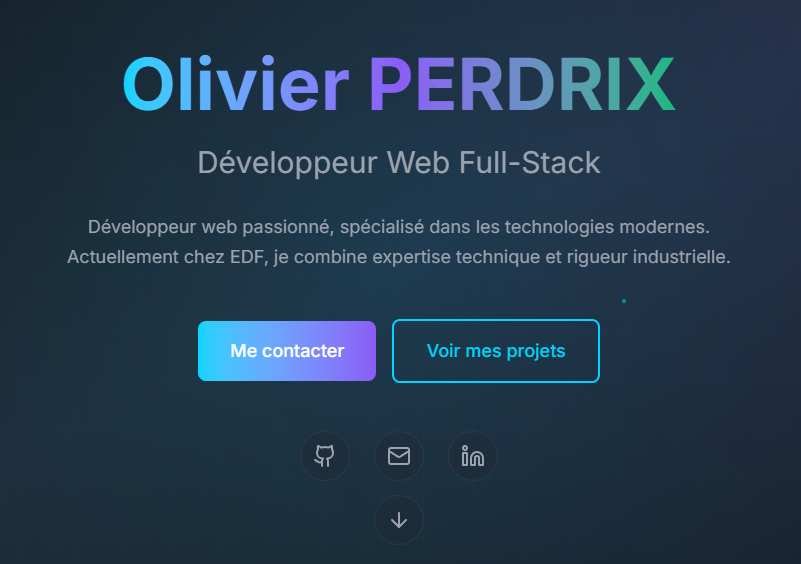 Olivier PERDRIX
Développeur Web Full-Stack
Développeur web passionné, spécialisé dans les technologies modernes.
Actuellement chez EDF, je combine expertise technique et rigueur industrielle.
Me contacter
Voir mes projets